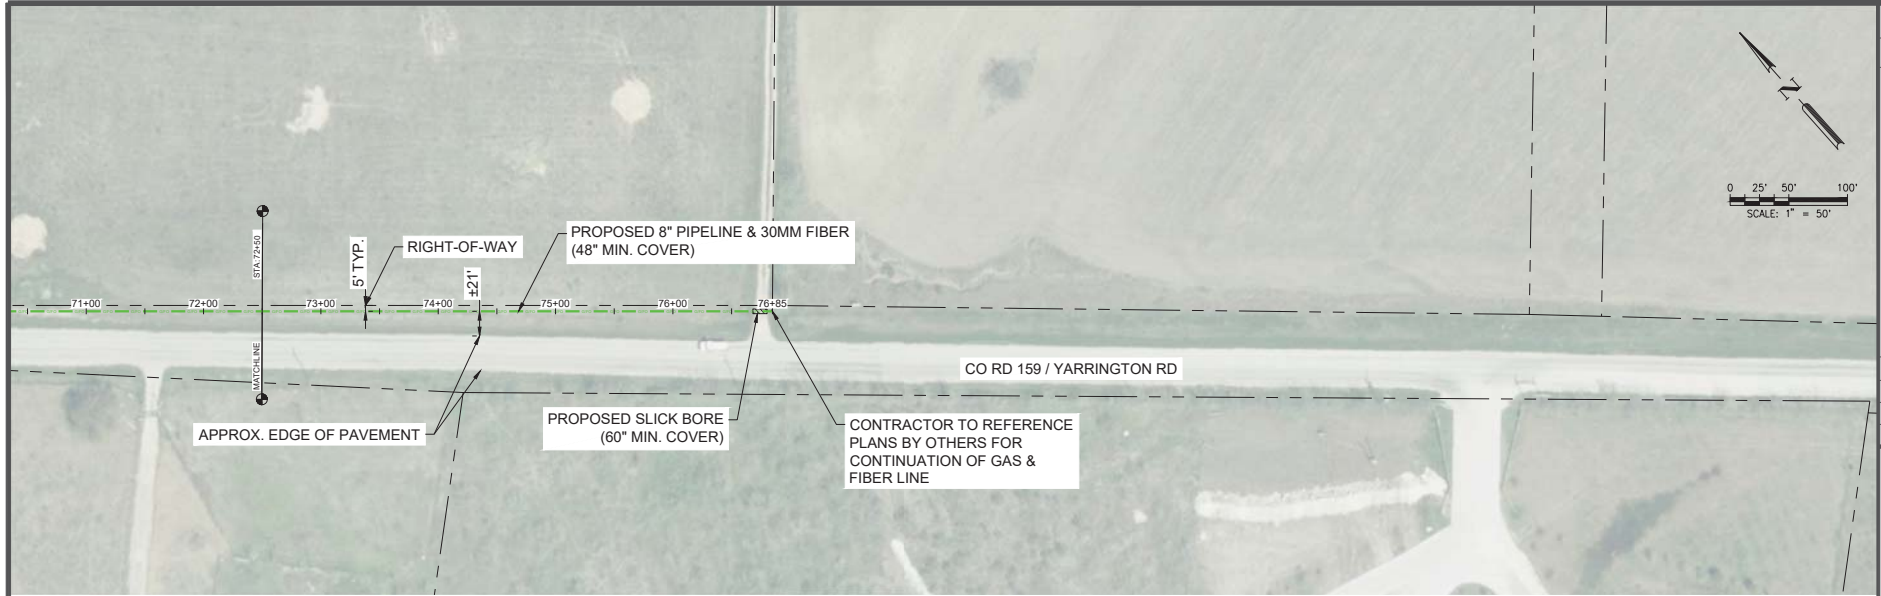 N
0 25' 50' 100'
SCALE: 1" = 50'
STA:72+50
MATCHLINE
5' TYP.
RIGHT-OF-WAY
±21'
PROPOSED 8" PIPELINE & 30MM FIBER
(48" MIN. COVER)
71+00 72+00 73+00 74+00 75+00 76+00 76+85
CO RD 159 / YARRINGTON RD
APPROX. EDGE OF PAVEMENT
PROPOSED SLICK BORE
(60" MIN. COVER)
CONTRACTOR TO REFERENCE
PLANS BY OTHERS FOR
CONTINUATION OF GAS &
FIBER LINE